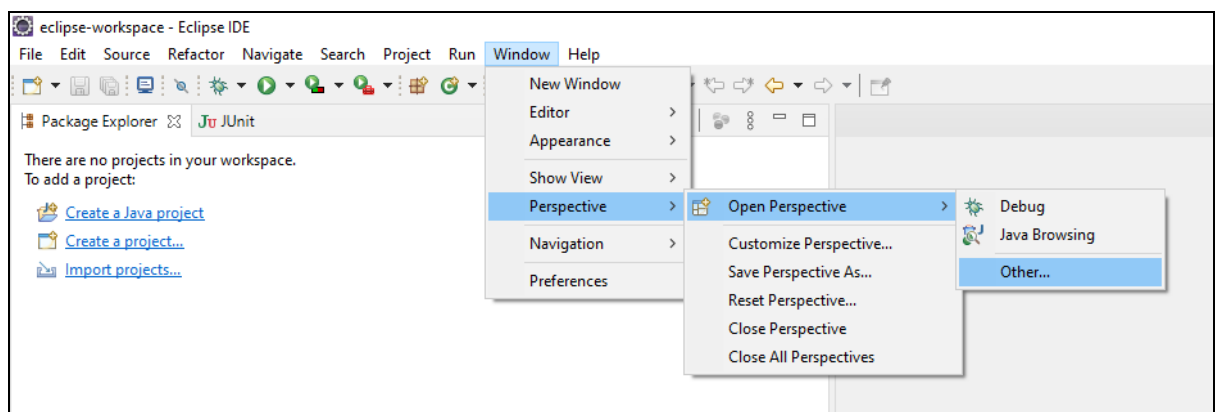 eclipse-workspace - Eclipse IDE
File Edit Source Refactor Navigate Search Project Run Window Help
Package Explorer JUnit
There are no projects in your workspace.
To add a project:
Create a Java project
Create a project...
Import projects...
New Window
Editor
Appearance
Show View
Perspective
Navigation
Preferences
Open Perspective
Customize Perspective...
Save Perspective As...
Reset Perspective...
Close Perspective
Close All Perspectives
Debug
Java Browsing
Other...